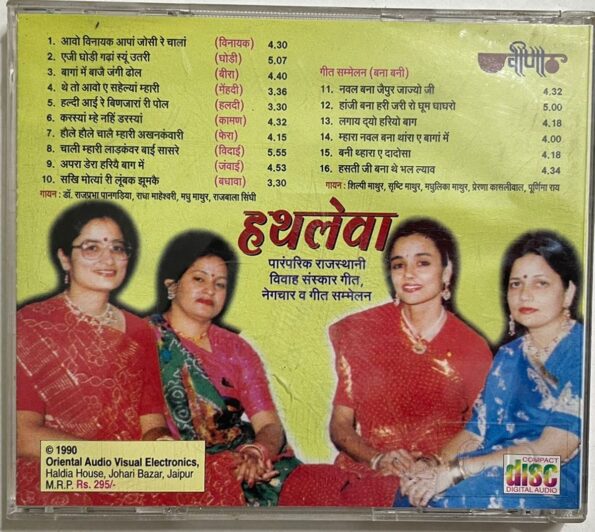 1. आवो विनायक आपां जोसी रे चालां (विनायक) 4.30
2. एजी घोडी गढ़ां स्यूं उतरी (घोडी) 5.07
3. बागां में बाजै जंगी ढोल (बीरा) 4.40
4. थे तो आवो ए सहेल्यां म्हारी (मेंहदी) 3.36
5. हल्दी आई रे बिणजारां री पोल (हलदी) 3.30
6. करस्यां म्हे नहिं डरस्यां (कामण) 4.32
7. हौले हौले चाले म्हारी अखनकंवारी (फेरा) 4.15
8. चाली म्हारी लाडकंवर बाई सासरे (विदाई) 5.55
9. अपरा डेरा हरिये बाग में (जंवाई) 4.53
10. सखि मोत्यां री लूंबक झूमकै (बधावा) 3.30
गायन : डॉ. राजप्रभा पानगड़िया, राधा माहेश्वरी, मधु माथुर, राजबाला सिंघी
वीणा
गीत सम्मेलन (बना बनी)
11. नवल बना जैपुर जाज्यो जी 4.32
12. हांजी बना हरी जरी रो घूम घाघरो 5.00
13. लगाय द्‌यो हरियो बाग 4.18
14. म्हारा नवल बना थांरा ए बागां में 4.00
15. बनी थ्हारा ए दादोसा 4.18
16. हसती जी बना थे भल ल्याव 4.34
गायन : शिल्पी माथुर, सृष्टि माथुर, मधुलिका माथुर, प्रेरणा कासलीवाल, पूर्णिमा राय
हथलेवा
पारंपरिक राजस्थानी
विवाह संस्कार गीत,
नेगचार व गीत सम्मेलन
© 1990
Oriental Audio Visual Electronics,
Haldia House, Johari Bazar, Jaipur
M.R.P. Rs. 295/-
COMPACT
disc
DIGITAL AUDIO